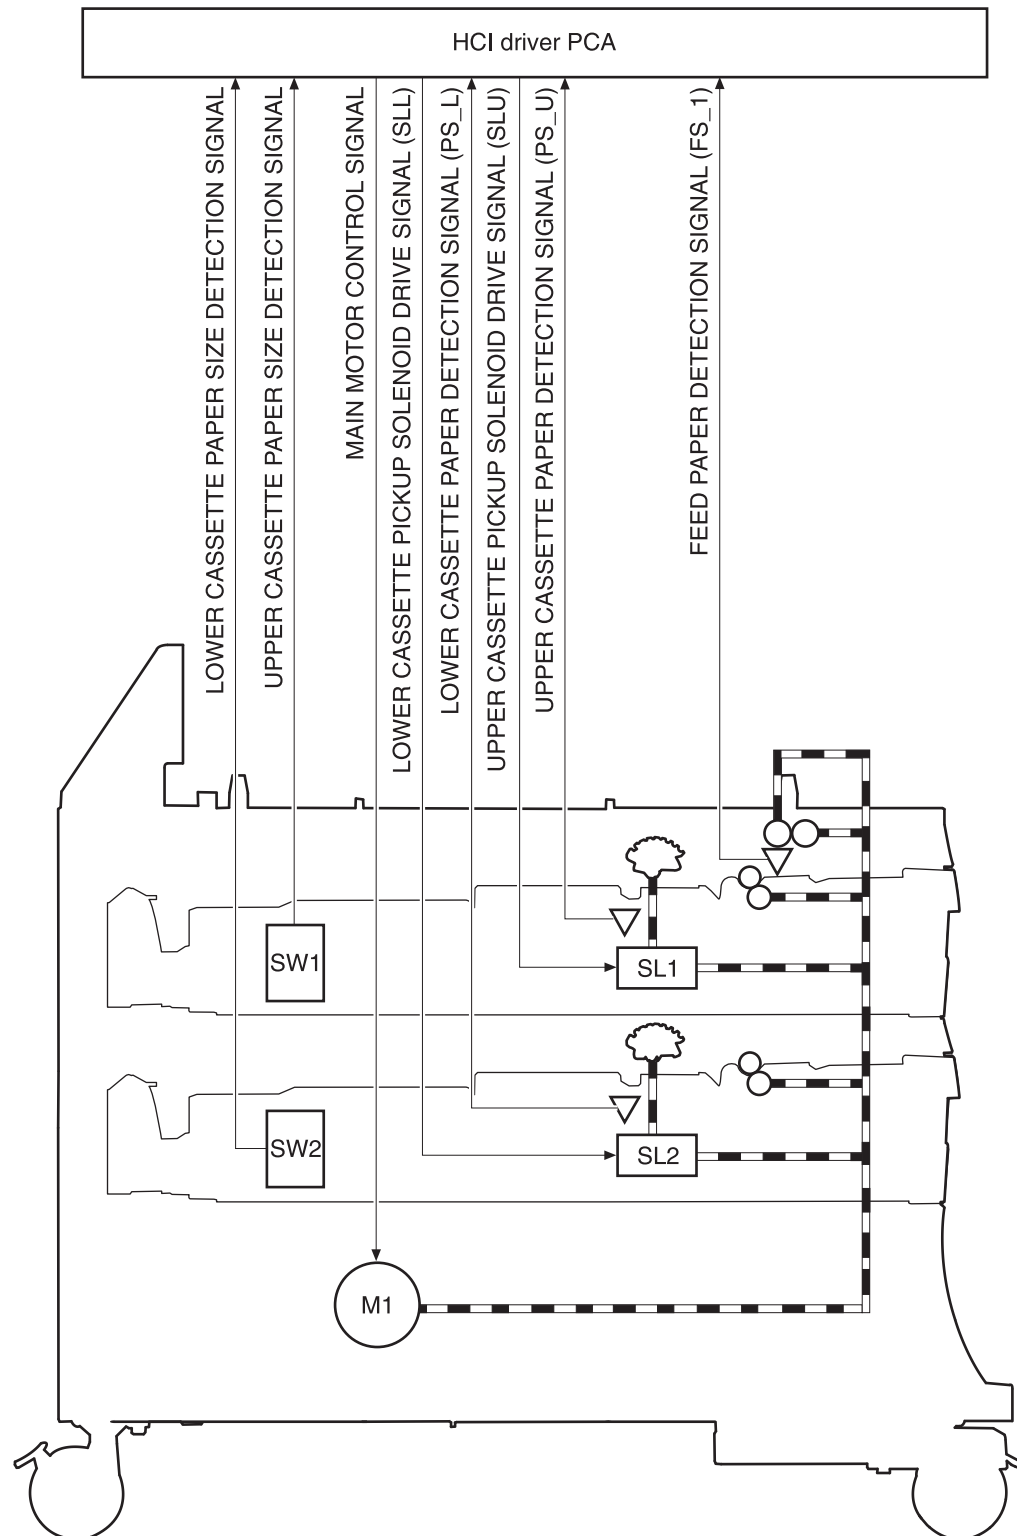 HCI driver PCA
LOWER CASSETTE PAPER SIZE DETECTION SIGNAL
UPPER CASSETTE PAPER SIZE DETECTION SIGNAL
MAIN MOTOR CONTROL SIGNAL
LOWER CASSETTE PICKUP SOLENOID DRIVE SIGNAL (SLL)
LOWER CASSETTE PAPER DETECTION SIGNAL (PS_L)
UPPER CASSETTE PICKUP SOLENOID DRIVE SIGNAL (SLU)
UPPER CASSETTE PAPER DETECTION SIGNAL (PS_U)
FEED PAPER DETECTION SIGNAL (FS_1)
SW1
SL1
SW2
SL2
M1